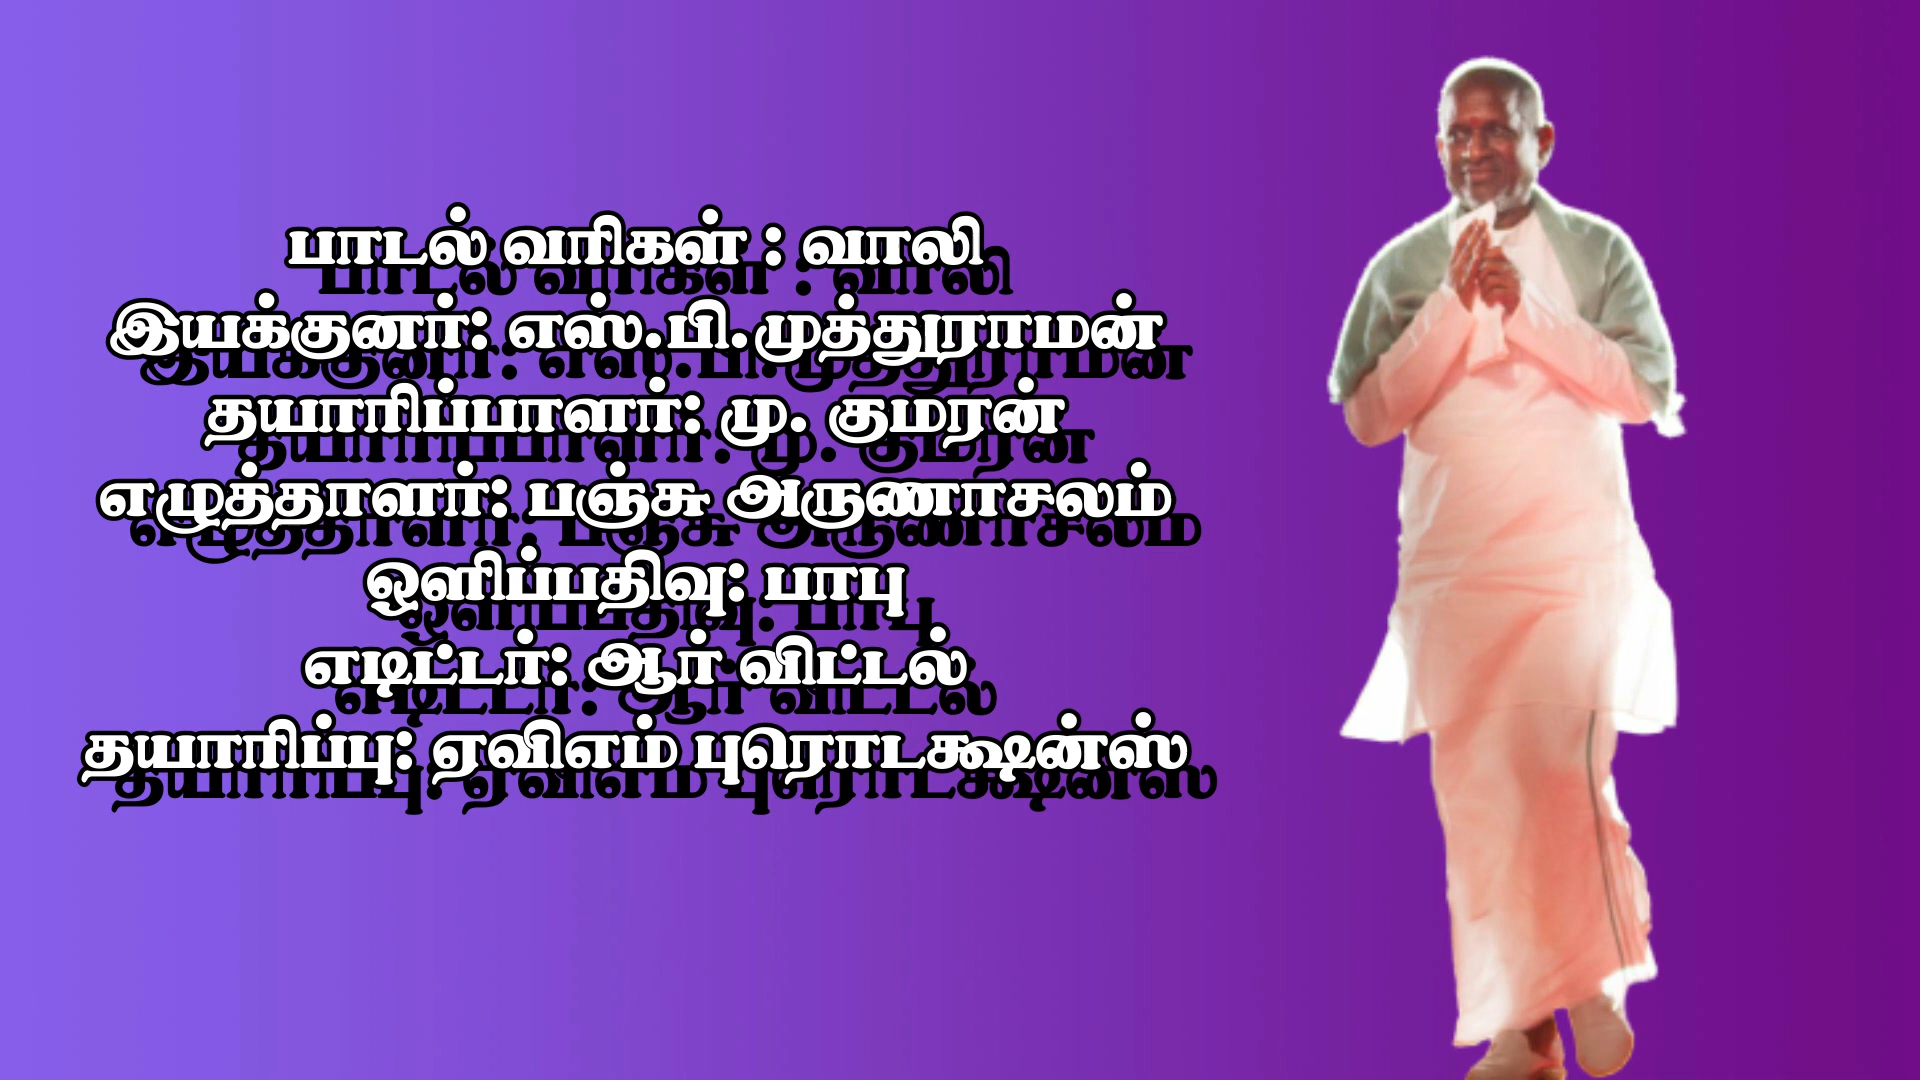 பாடல் வரிகள் : வாலி
இயக்குனர்: எஸ்.பி.முத்துராமன்
தயாரிப்பாளர்: மு. குமரன்
எழுத்தாளர்: பஞ்சு அருணாசலம்
ஒளிப்பதிவு: பாபு
எடிட்டர்: ஆர் விட்டல்
தயாரிப்பு: ஏவிஎம் புரொடக்ஷன்ஸ்